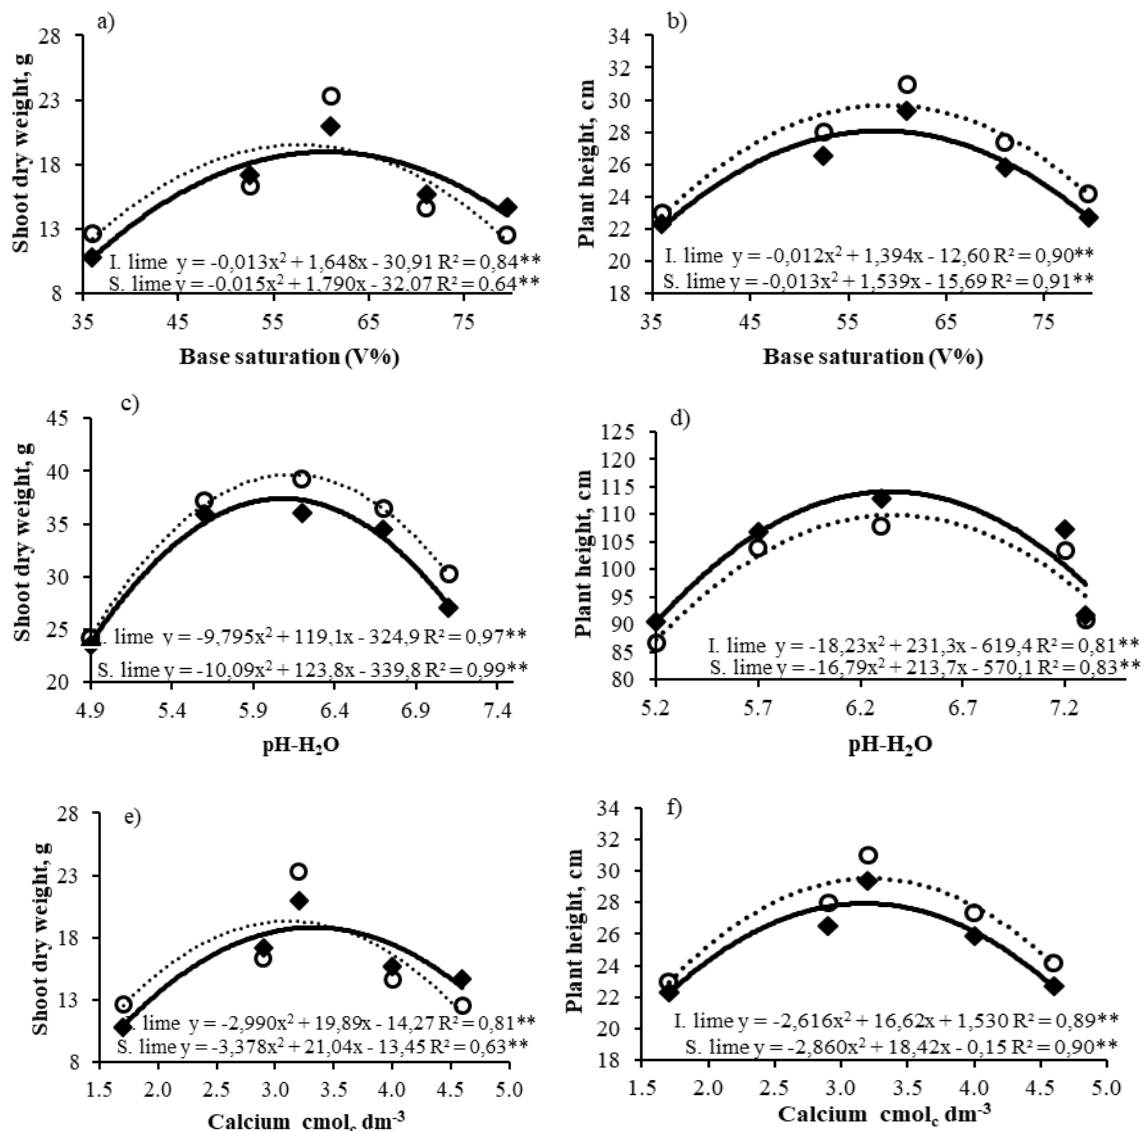 a)
Shoot dry weight, g
28
23
18
13
8
I. lime y = -0,013x² + 1,648x - 30,91 R² = 0,84**
S. lime y = -0,015x² + 1,790x - 32,07 R² = 0,64**
35 45 55 65 75
Base saturation (V%)
b)
Plant height, cm
34
32
30
28
26
24
22
20
18
I. lime y = -0,012x² + 1,394x - 12,60 R² = 0,90**
S. lime y = -0,013x² + 1,539x - 15,69 R² = 0,91**
35 45 55 65 75
Base saturation (V%)
c)
Shoot dry weight, g
45
40
35
30
25
20
. lime y = -9,795x² + 119,1x - 324,9 R² = 0,97**
S. lime y = -10,09x² + 123,8x - 339,8 R² = 0,99**
4.9 5.4 5.9 6.4 6.9 7.4
pH-H₂O
d)
Plant height, cm
125
120
115
110
105
100
95
90
85
80
I. lime y = -18,23x² + 231,3x - 619,4 R² = 0,81**
S. lime y = -16,79x² + 213,7x - 570,1 R² = 0,83**
5.2 5.7 6.2 6.7 7.2
pH-H₂O
e)
Shoot dry weight, g
28
23
18
13
8
. lime y = -2,990x² + 19,89x - 14,27 R² = 0,81**
S. lime y = -3,378x² + 21,04x - 13,45 R² = 0,63**
1.5 2.0 2.5 3.0 3.5 4.0 4.5 5.0
Calcium cmol꜀ dm⁻³
f)
Plant height, cm
34
32
30
28
26
24
22
20
18
I. lime y = -2,616x² + 16,62x + 1,530 R² = 0,89**
S. lime y = -2,860x² + 18,42x - 0,15 R² = 0,90**
1.5 2.0 2.5 3.0 3.5 4.0 4.5 5.0
Calcium cmol꜀ dm⁻³